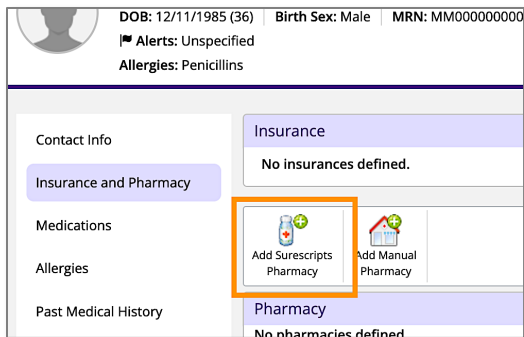 DOB: 12/11/1985 (36) Birth Sex: Male MRN: MM000000000
Alerts: Unspecified
Allergies: Penicillins
Contact Info
Insurance and Pharmacy
Medications
Allergies
Past Medical History
Insurance
No insurances defined.
Add Surescripts
Pharmacy
Add Manual
Pharmacy
Pharmacy
No pharmacies defined